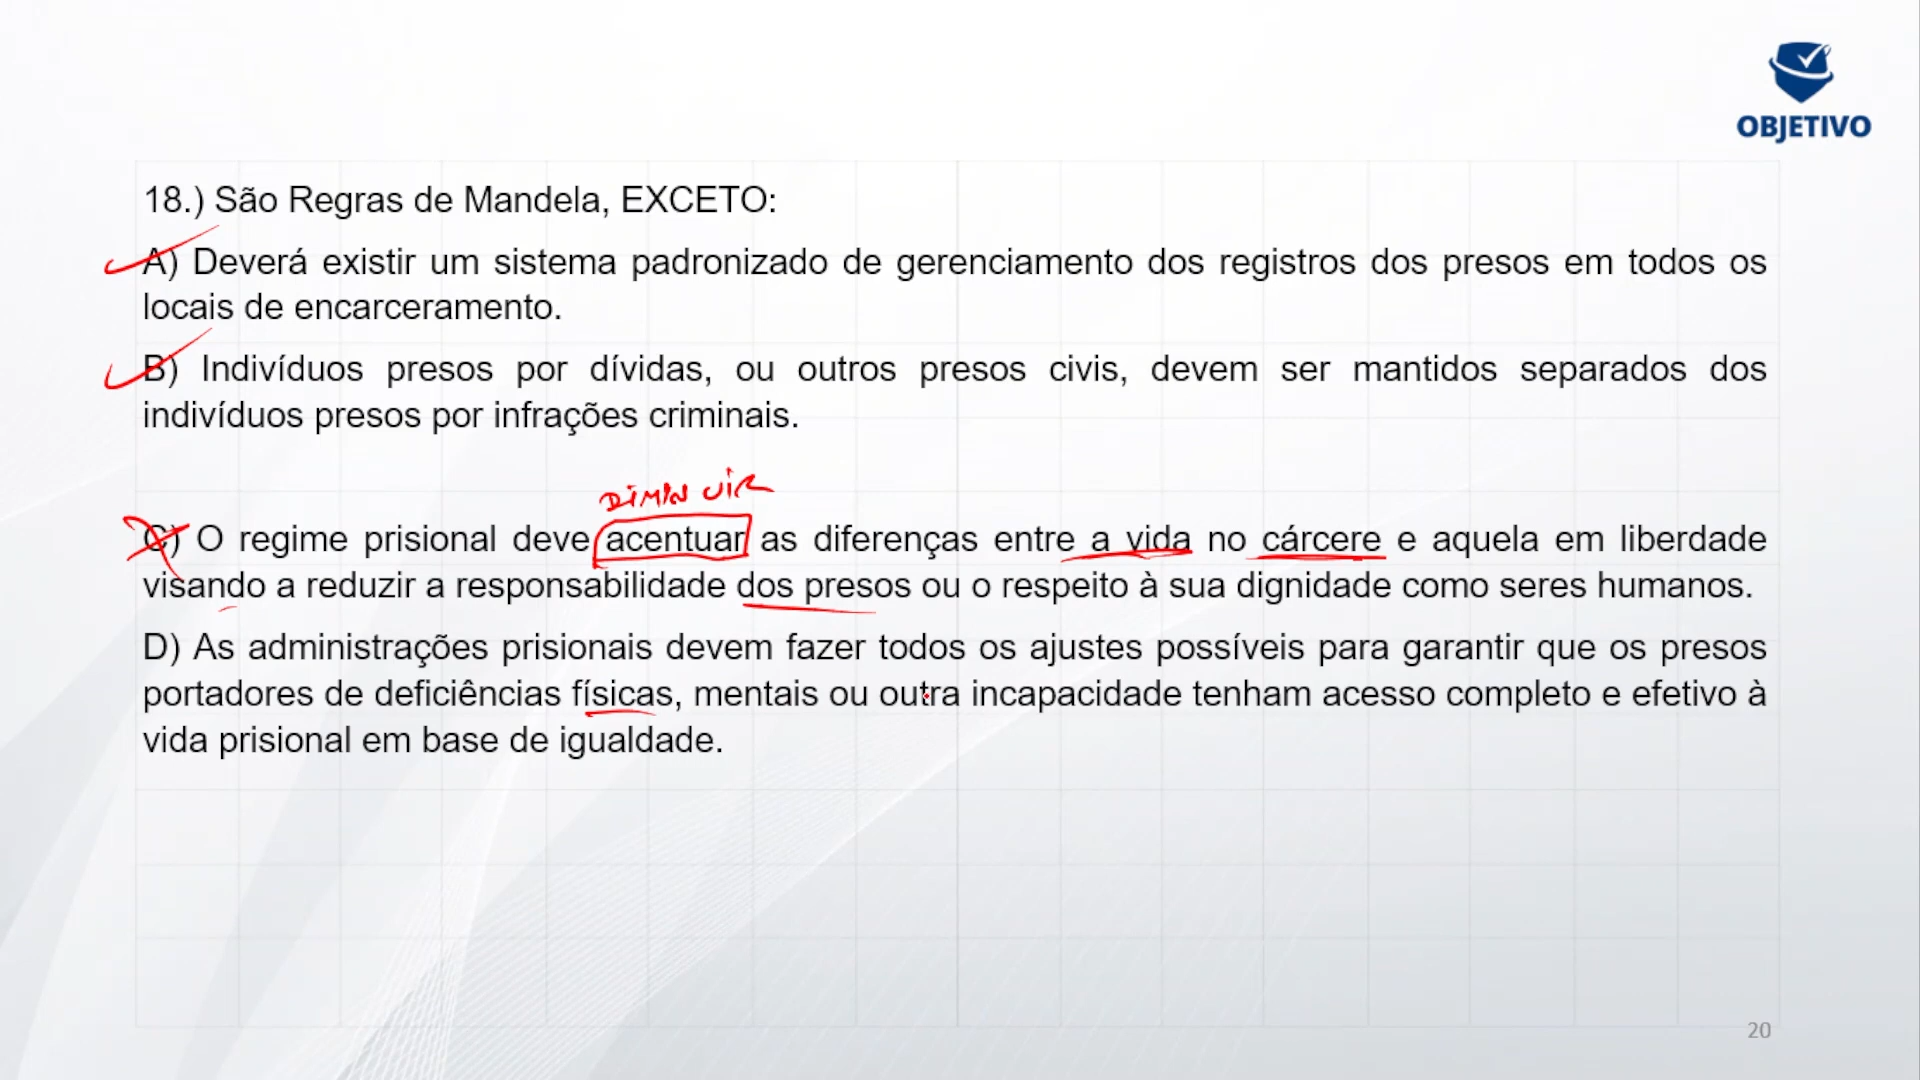 OBJETIVO
18.) São Regras de Mandela, EXCETO:
A) Deverá existir um sistema padronizado de gerenciamento dos registros dos presos em todos os
locais de encarceramento.
B) Indivíduos presos por dívidas, ou outros presos civis, devem ser mantidos separados dos
indivíduos presos por infrações criminais.
DIMINUIR
C) O regime prisional deve acentuar as diferenças entre a vida no cárcere e aquela em liberdade
visando a reduzir a responsabilidade dos presos ou o respeito à sua dignidade como seres humanos.
D) As administrações prisionais devem fazer todos os ajustes possíveis para garantir que os presos
portadores de deficiências físicas, mentais ou outra incapacidade tenham acesso completo e efetivo à
vida prisional em base de igualdade.
20